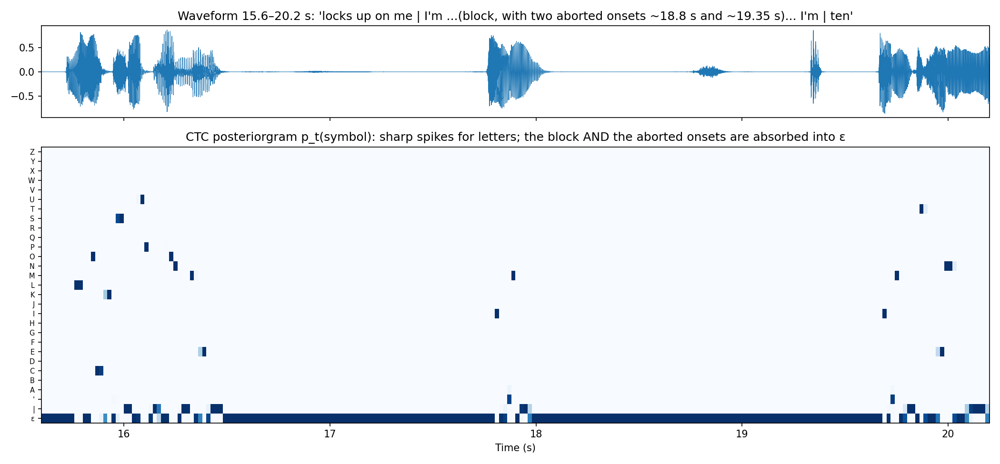 Waveform 15.6–20.2 s: 'locks up on me | I'm ...(block, with two aborted onsets ~18.8 s and ~19.35 s)... I'm | ten'
0.5
0.0
−0.5
CTC posteriorgram p_t(symbol): sharp spikes for letters; the block AND the aborted onsets are absorbed into ε
Z
Y
X
W
V
U
T
S
R
Q
P
O
N
M
L
K
J
I
H
G
F
E
D
C
B
A
'
|
ε
16 17 18 19 20
Time (s)